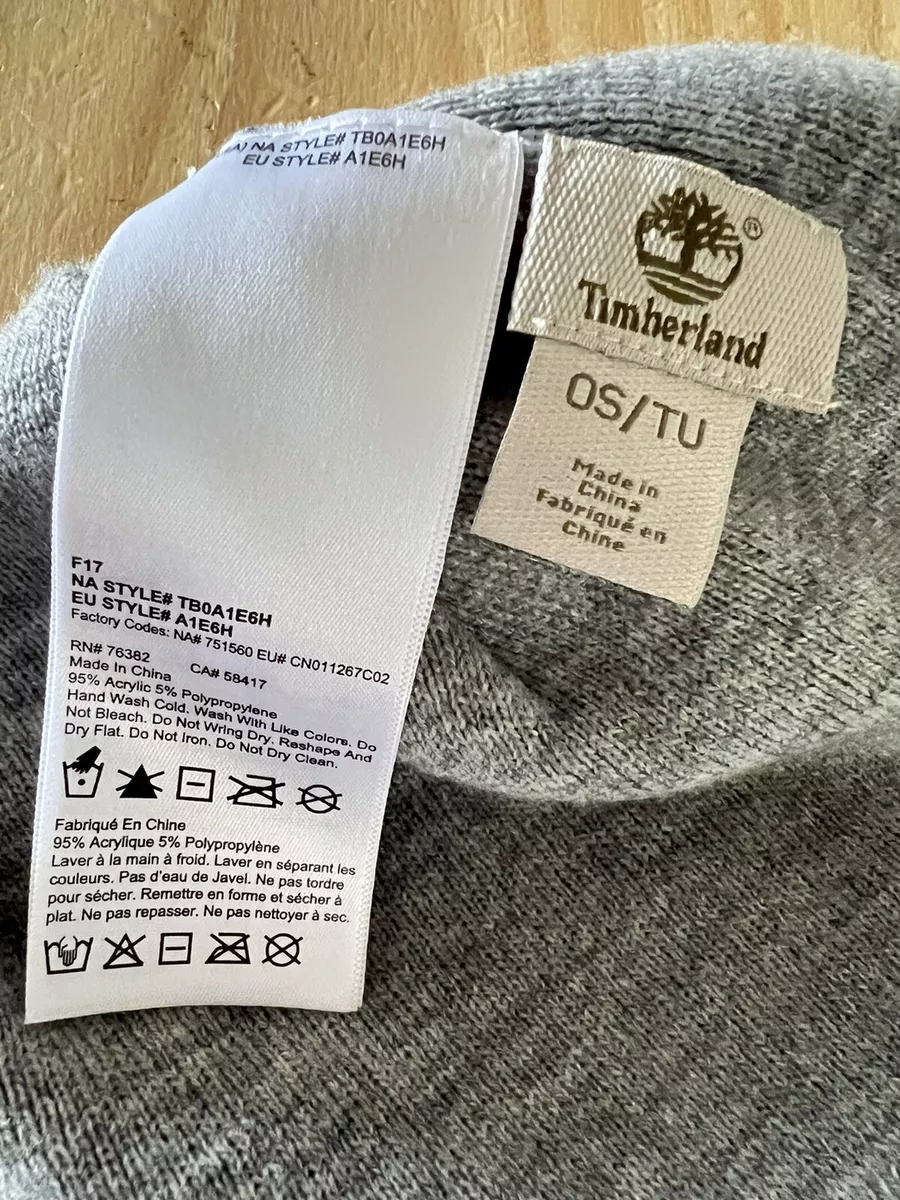 NA STYLE# TB0A1E6H
EU STYLE# A1E6H
Timberland
®
OS/TU
Made in
China
Fabriqué en
Chine
F17
NA STYLE# TB0A1E6H
EU STYLE# A1E6H
Factory Codes: NA# 751560 EU# CN011267C02
RN# 76382 CA# 58417
Made In China
95% Acrylic 5% Polypropylene
Hand Wash Cold. Wash With Like Colors. Do
Not Bleach. Do Not Wring Dry. Reshape And
Dry Flat. Do Not Iron. Do Not Dry Clean.
Fabriqué En Chine
95% Acrylique 5% Polypropylène
Laver à la main à froid. Laver en séparant les
couleurs. Pas d'eau de Javel. Ne pas tordre
pour sécher. Remettre en forme et sécher à
plat. Ne pas repasser. Ne pas nettoyer à sec.